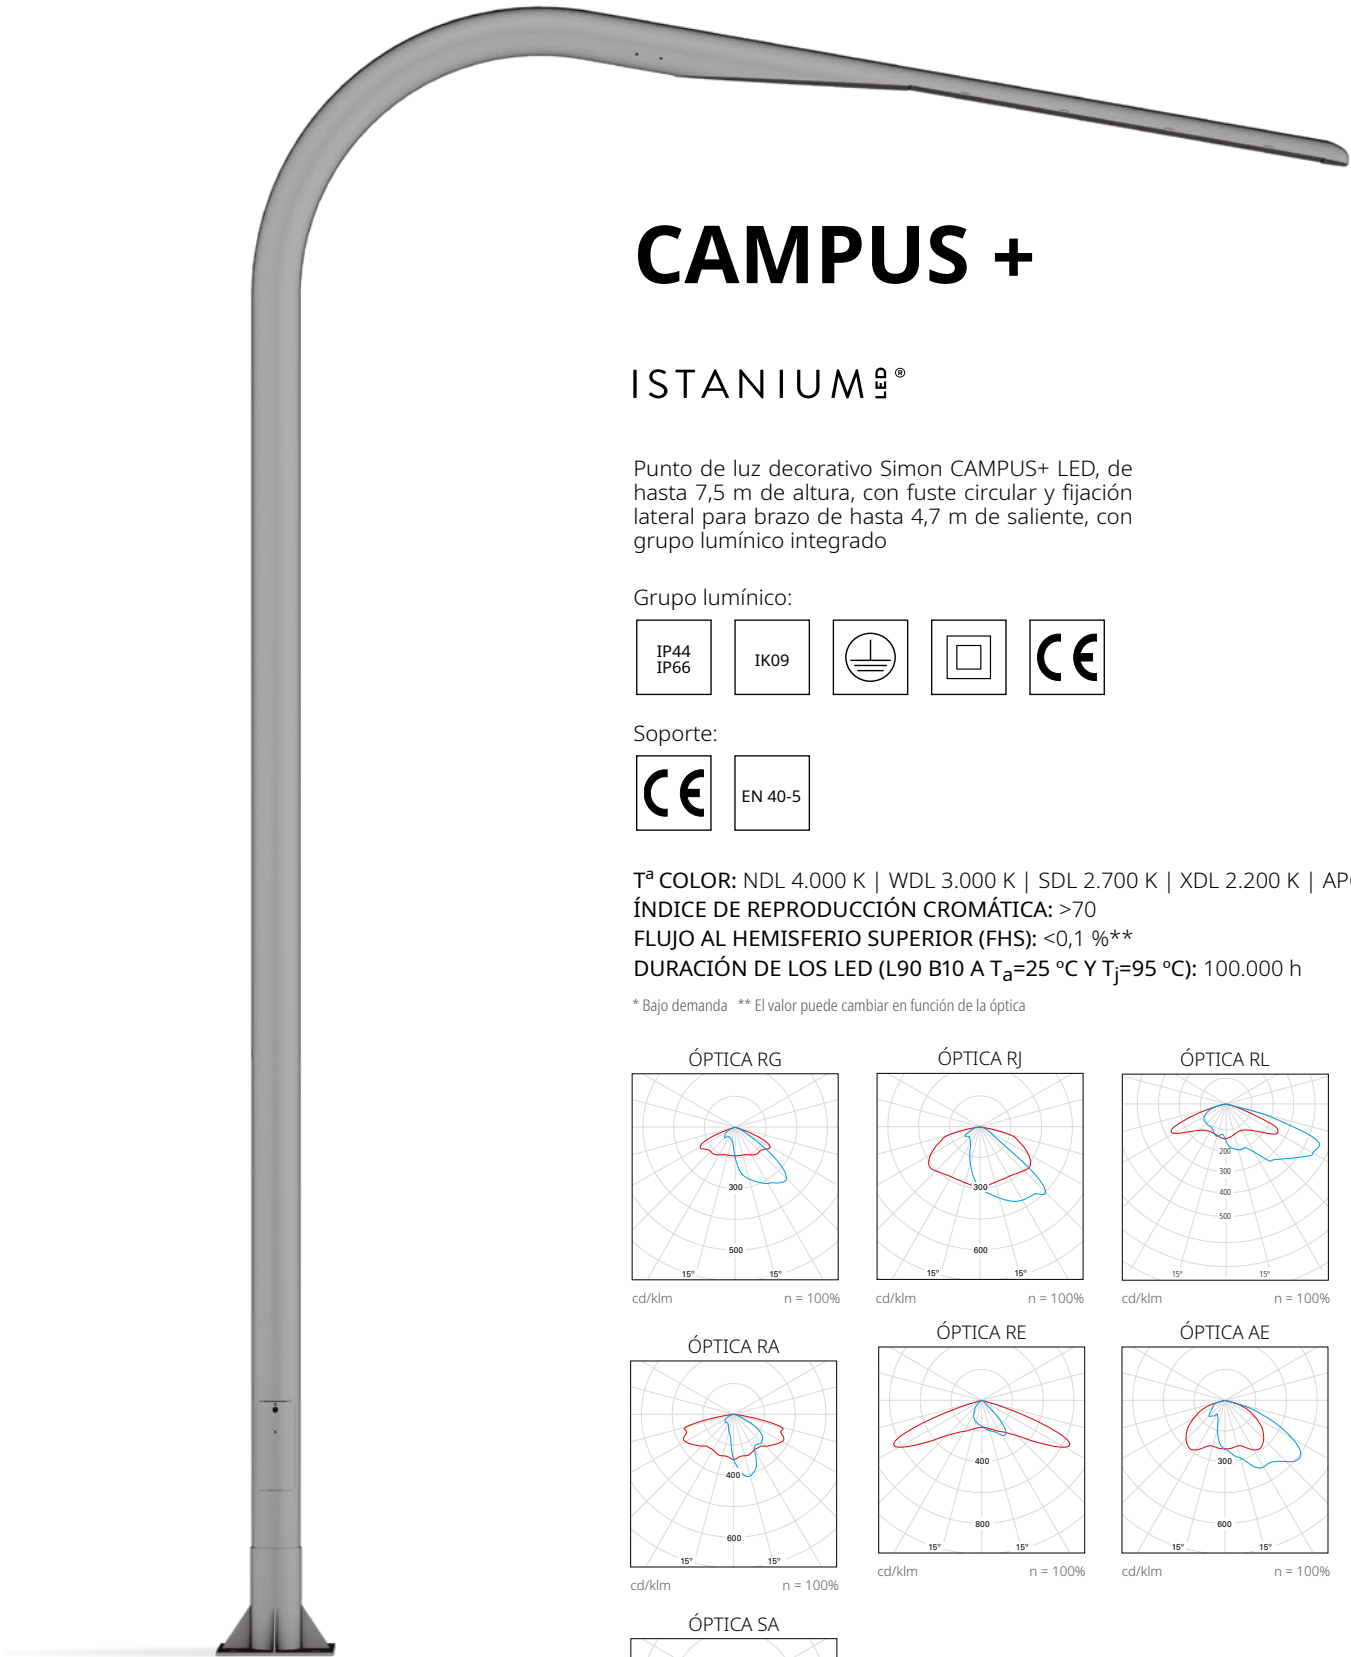 CAMPUS +
ISTANIUM LED ®
Punto de luz decorativo Simon CAMPUS+ LED, de
hasta 7,5 m de altura, con fuste circular y fijación
lateral para brazo de hasta 4,7 m de saliente, con
grupo lumínico integrado
Grupo lumínico:
IP44
IP66
IK09
CE
Soporte:
CE
EN 40-5
Tª COLOR: NDL 4.000 K | WDL 3.000 K | SDL 2.700 K | XDL 2.200 K |
ÍNDICE DE REPRODUCCIÓN CROMÁTICA: >70
FLUJO AL HEMISFERIO SUPERIOR (FHS): <0,1 %**
DURACIÓN DE LOS LED (L90 B10 A Ta=25 ºC Y Tj=95 ºC): 100.000 h
* Bajo demanda ** El valor puede cambiar en función de la óptica
ÓPTICA RG
300
500
15° 15°
cd/klm n = 100%
ÓPTICA RJ
300
600
15° 15°
cd/klm n = 100%
ÓPTICA RL
200
300
400
500
15° 15°
cd/klm n = 100%
ÓPTICA RA
400
600
15° 15°
cd/klm n = 100%
ÓPTICA RE
400
800
15° 15°
cd/klm n = 100%
ÓPTICA AE
300
600
15° 15°
cd/klm n = 100%
ÓPTICA SA